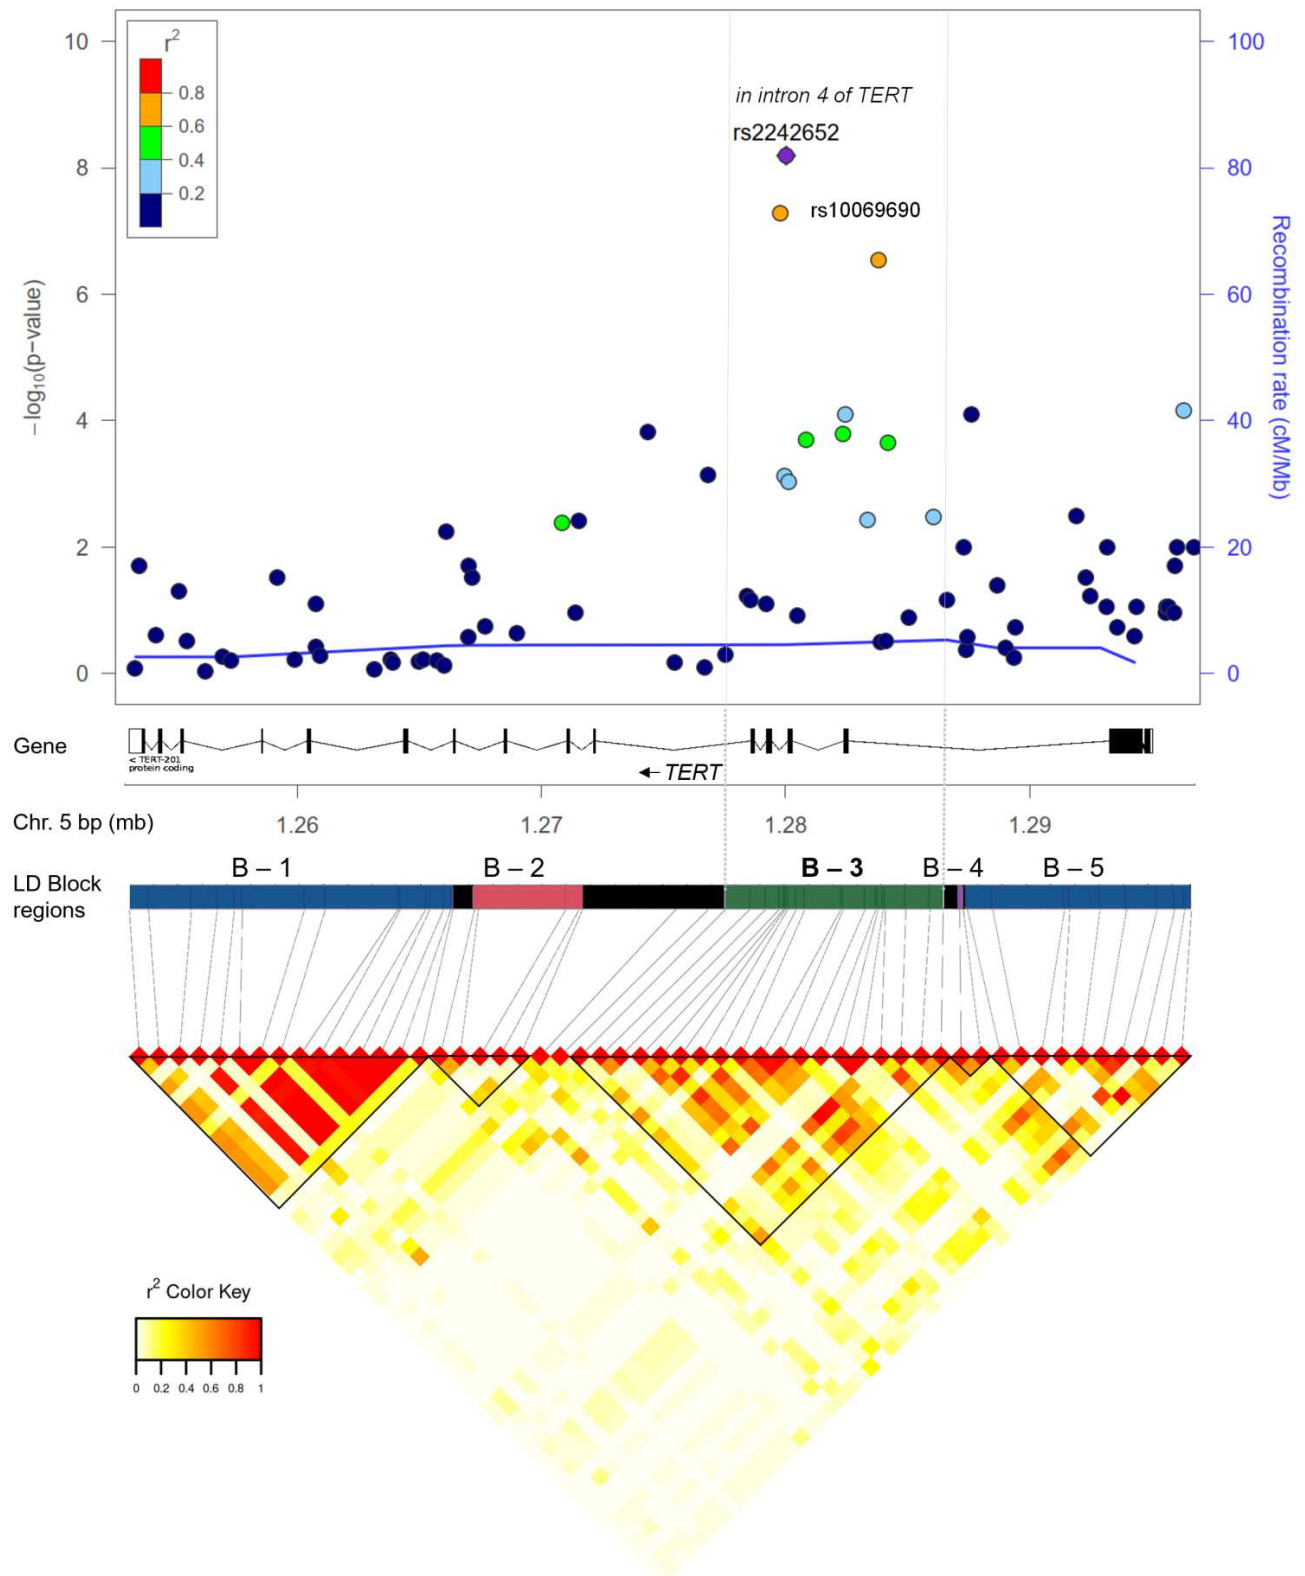 r²
0.8
0.6
0.4
0.2
10
8
6
4
2
0
−log₁₀(p−value)
100
80
60
40
20
0
Recombination rate (cM/Mb)
in intron 4 of TERT
rs2242652
rs10069690
Gene
< TERT-201
protein coding
← TERT
Chr. 5 bp (mb)
1.26 1.27 1.28 1.29
LD Block
regions
B – 1 B – 2 B – 3 B – 4 B – 5
r² Color Key
0 0.2 0.4 0.6 0.8 1